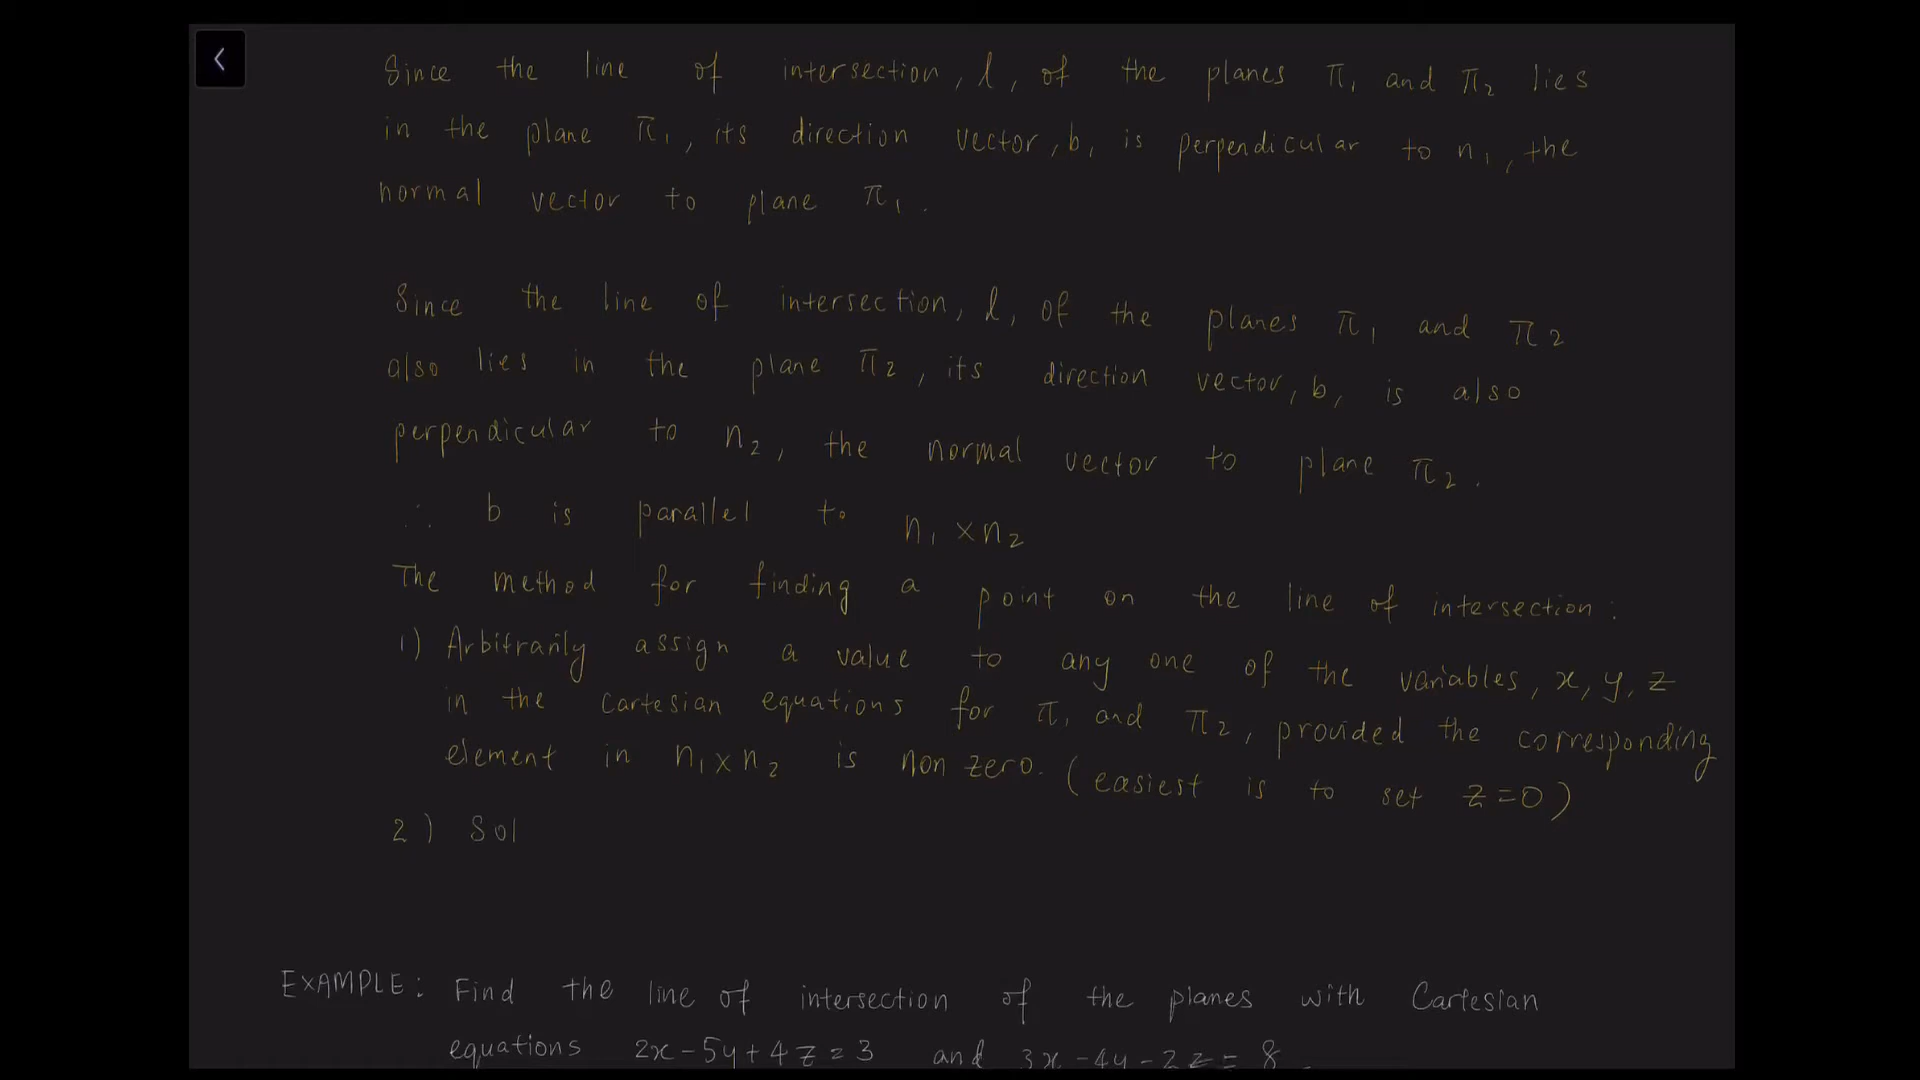 Since the line of intersection, l, of the planes π₁ and π₂ lies
in the plane π₁, its direction vector, b, is perpendicular to n₁, the
normal vector to plane π₁.
Since the line of intersection, l, of the planes π₁ and π₂
also lies in the plane π₂, its direction vector, b, is also
perpendicular to n₂, the normal vector to plane π₂.
∴ b is parallel to n₁ × n₂
The method for finding a point on the line of intersection:
1) Arbitrarily assign a value to any one of the variables, x, y, z
in the cartesian equations for π₁ and π₂, provided the corresponding
element in n₁ × n₂ is non zero. (easiest is to set z=0)
2) Sol
EXAMPLE: Find the line of intersection of the planes with Cartesian
equations 2x-5y+4z=3 and 3x-4y-2z=8.